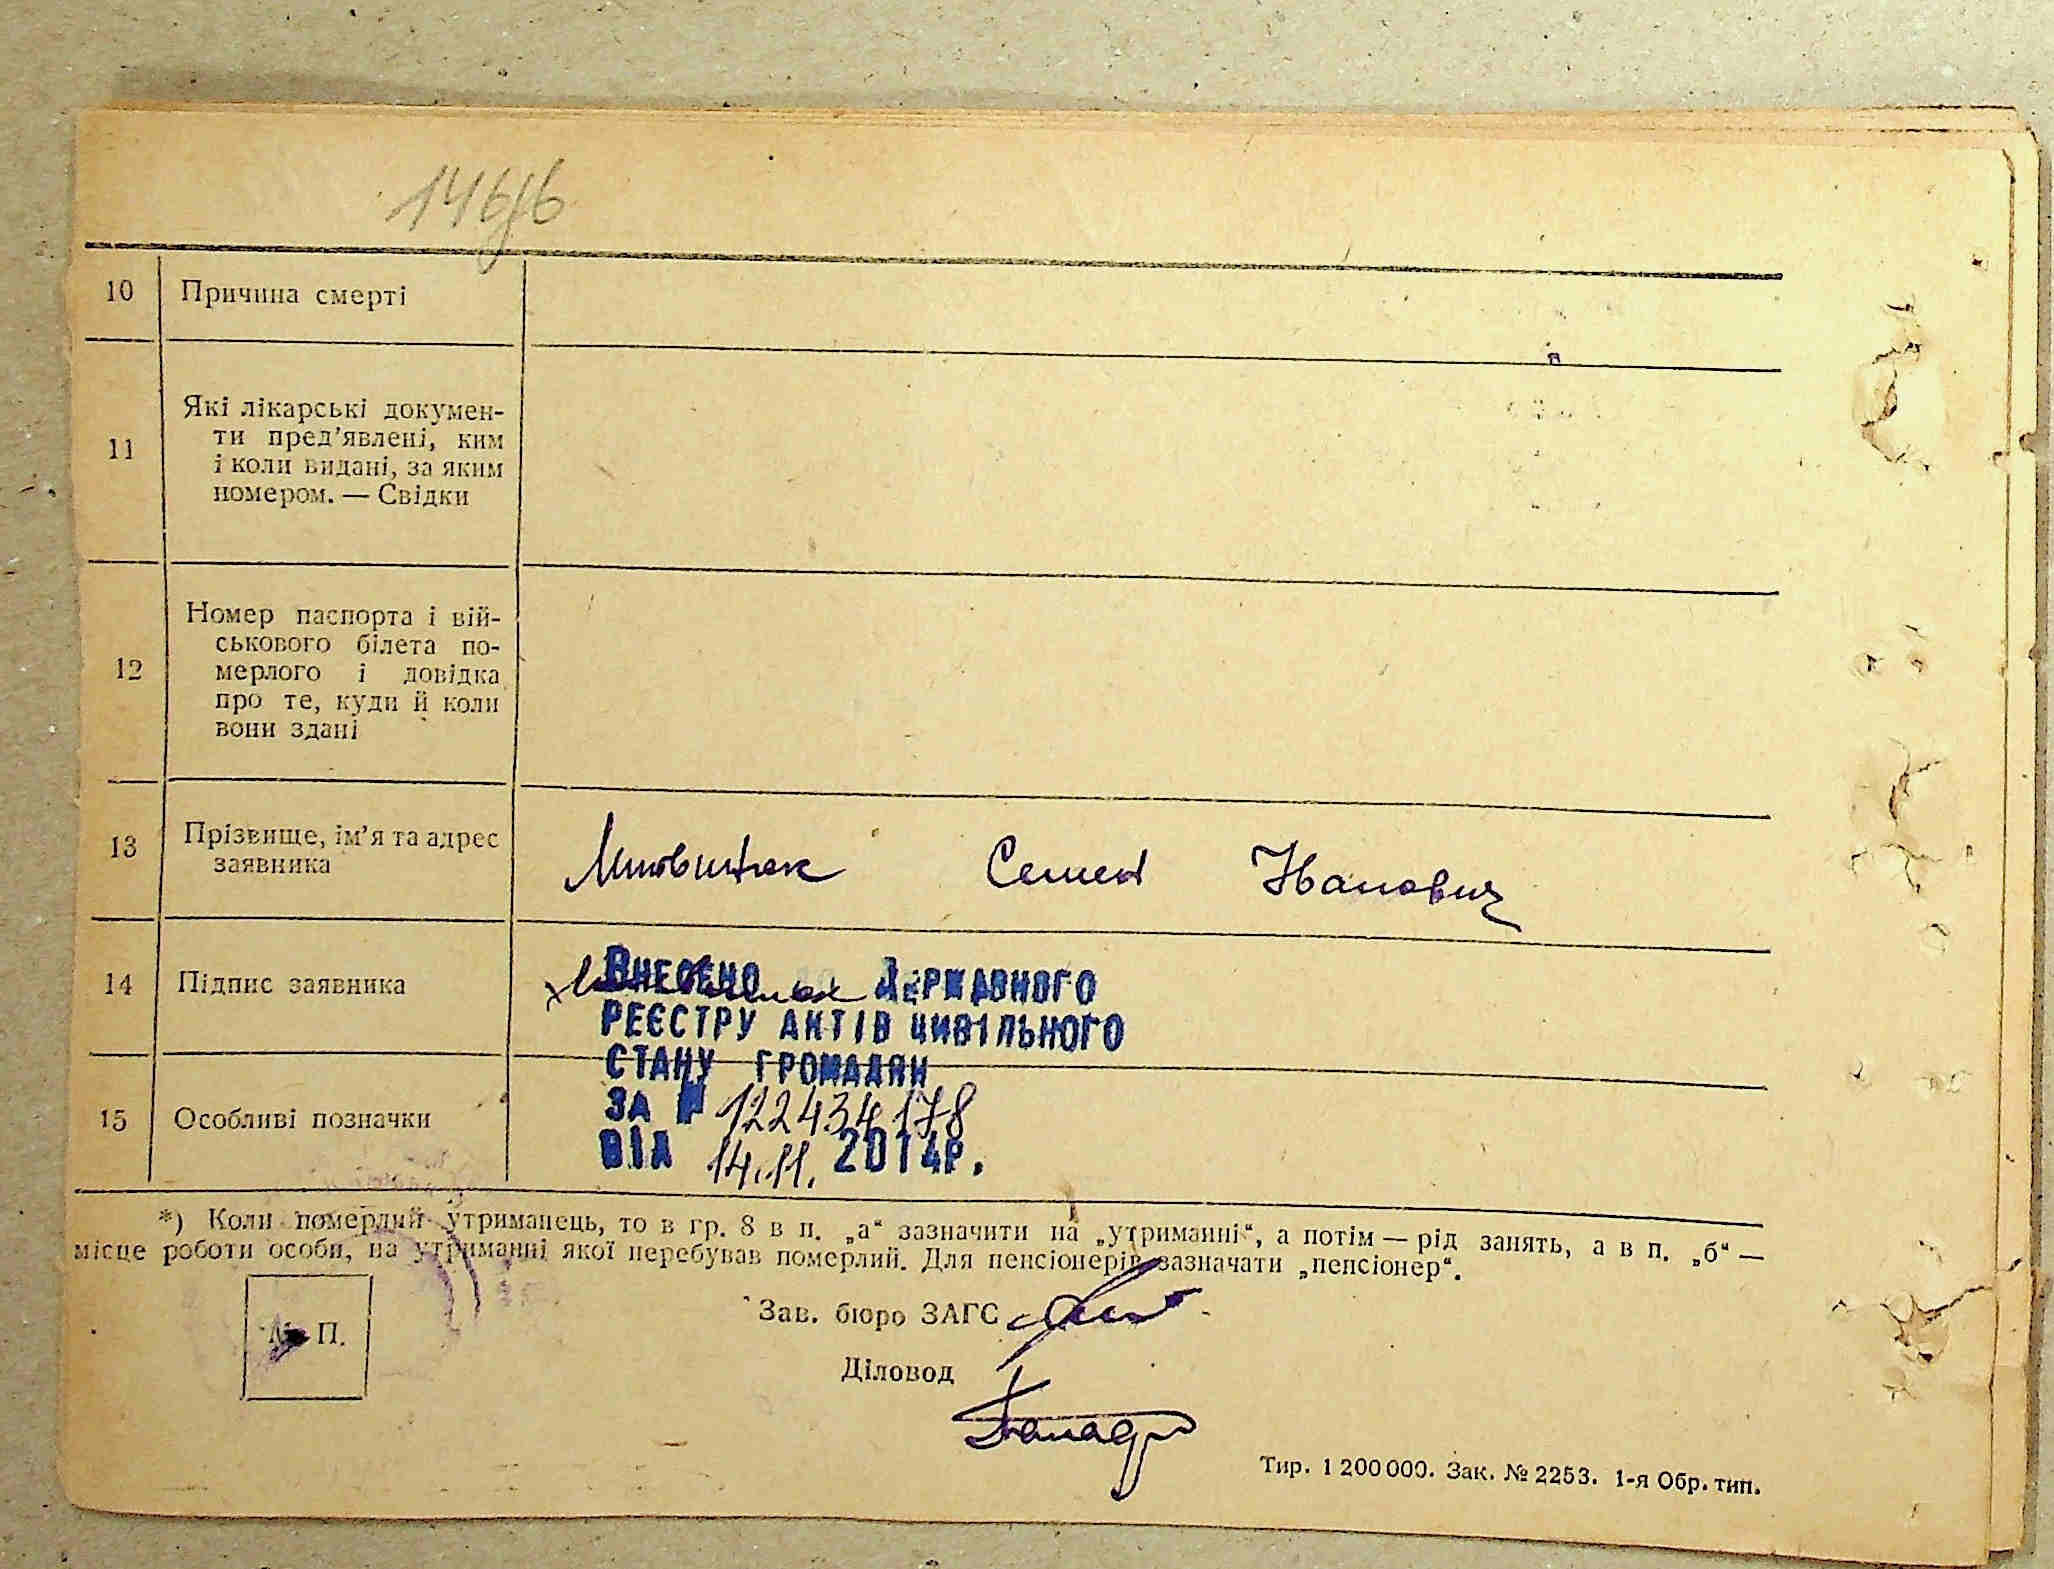 10 Причина смерті
11 Які лікарські докумен-
ти пред'явлені, ким
і коли видані, за яким
номером. — Свідки
12 Номер паспорта і вій-
ськового білета по-
мерлого і довідка
про те, куди й коли
вони здані
13 Прізвище, ім'я та адрес
заявника
Семен Иванович
14 Підпис заявника
Внесено до Державного
реєстру актів цивільного
стану громадян
за № 122434178
від 14.11. 2014р.
15 Особливі позначки
*) Коли померлий утриманець, то в гр. 8 в п. „а“ зазначити на „утриманні“, а потім — рід занять, а в п. „б“ —
місце роботи особи, на утриманні якої перебував померлий. Для пенсіонерів зазначати „пенсіонер“.
М. П.
Зав. бюро ЗАГС
Діловод
Тир. 1 200 000. Зак. № 2253. 1-я Обр. тип.